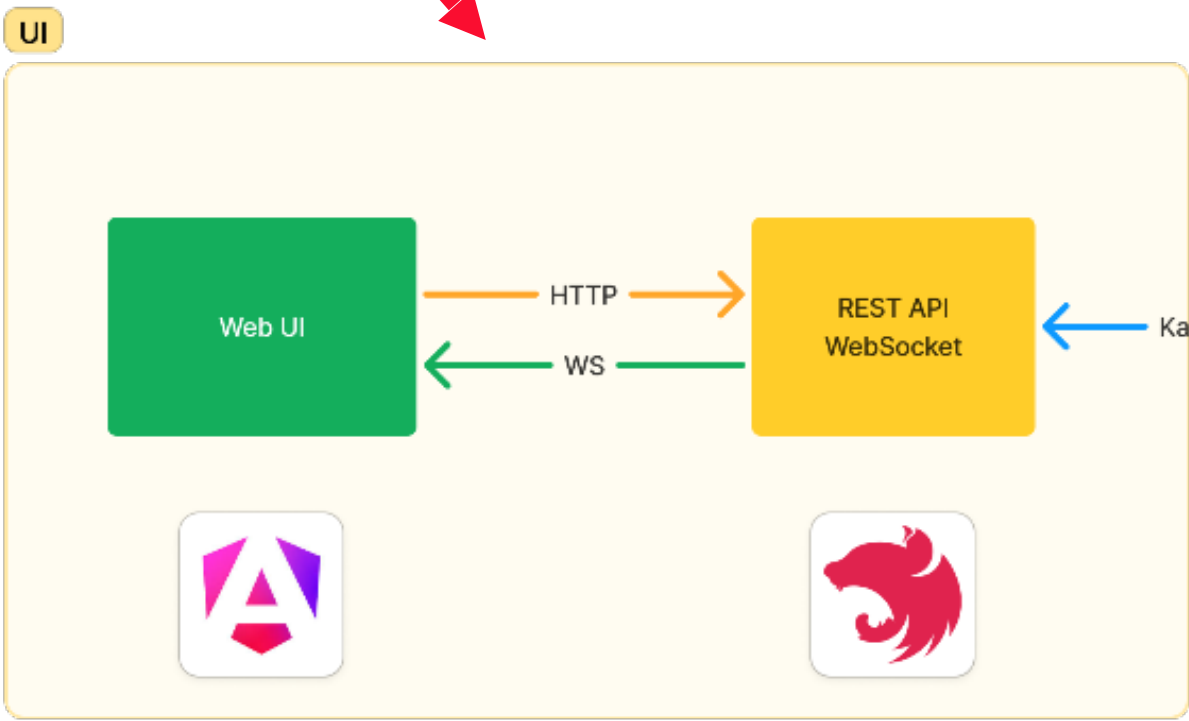 UI
Web UI
HTTP
WS
REST API
WebSocket
Ka